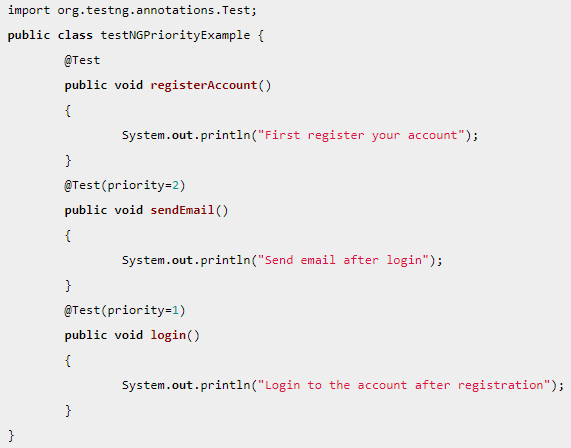 import org.testng.annotations.Test;
public class testNGPriorityExample {
@Test
public void registerAccount()
{
System.out.println("First register your account");
}
@Test(priority=2)
public void sendEmail()
{
System.out.println("Send email after login");
}
@Test(priority=1)
public void login()
{
System.out.println("Login to the account after registration");
}
}